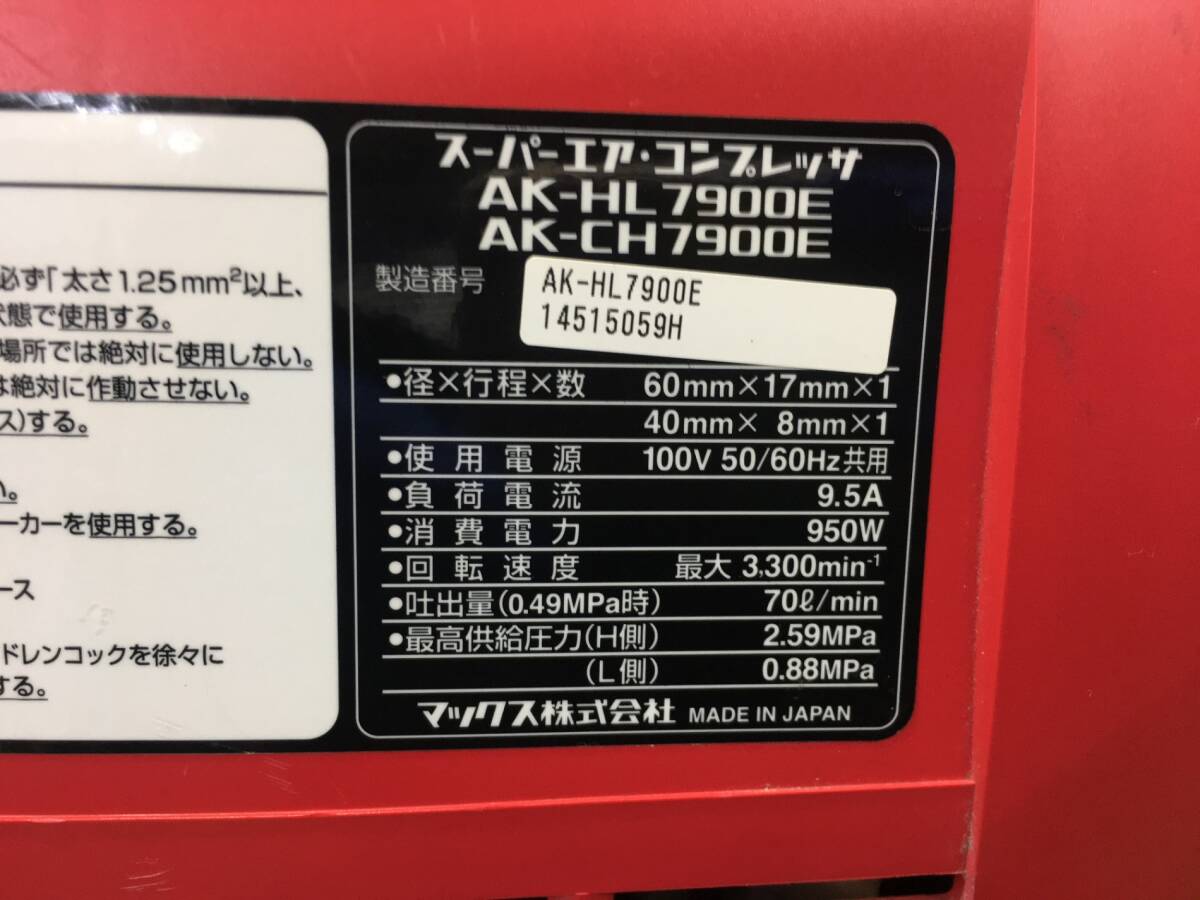 必ず「太さ1.25mm²以上、
態で使用する。
場所では絶対に使用しない。
は絶対に作動させない。
ス)する。
い。
ーカーを使用する。
ース
ドレンコックを徐々に
する。
スーパーエア・コンプレッサ
AK-HL7900E
AK-CH7900E
製造番号
AK-HL7900E
14515059H
•径×行程×数 60mm×17mm×1
40mm× 8mm×1
•使用電源 100V 50/60Hz共用
•負荷電流 9.5A
•消費電力 950W
•回転速度 最大 3,300min⁻¹
•吐出量(0.49MPa時) 70ℓ/min
•最高供給圧力(H側) 2.59MPa
(L側) 0.88MPa
マックス株式会社 MADE IN JAPAN